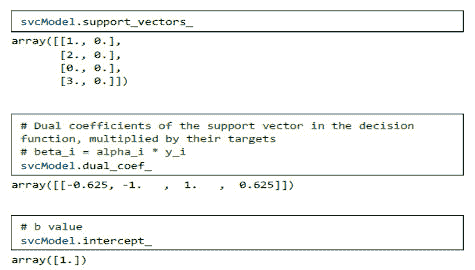 svcModel.support_vectors_
array([[1., 0.],
[2., 0.],
[0., 0.],
[3., 0.]])
# Dual coefficients of the support vector in the decision
function, multiplied by their targets
# beta_i = alpha_i * y_i
svcModel.dual_coef_
array([[-0.625, -1.   ,  1.   ,  0.625]])
# b value
svcModel.intercept_
array([1.])